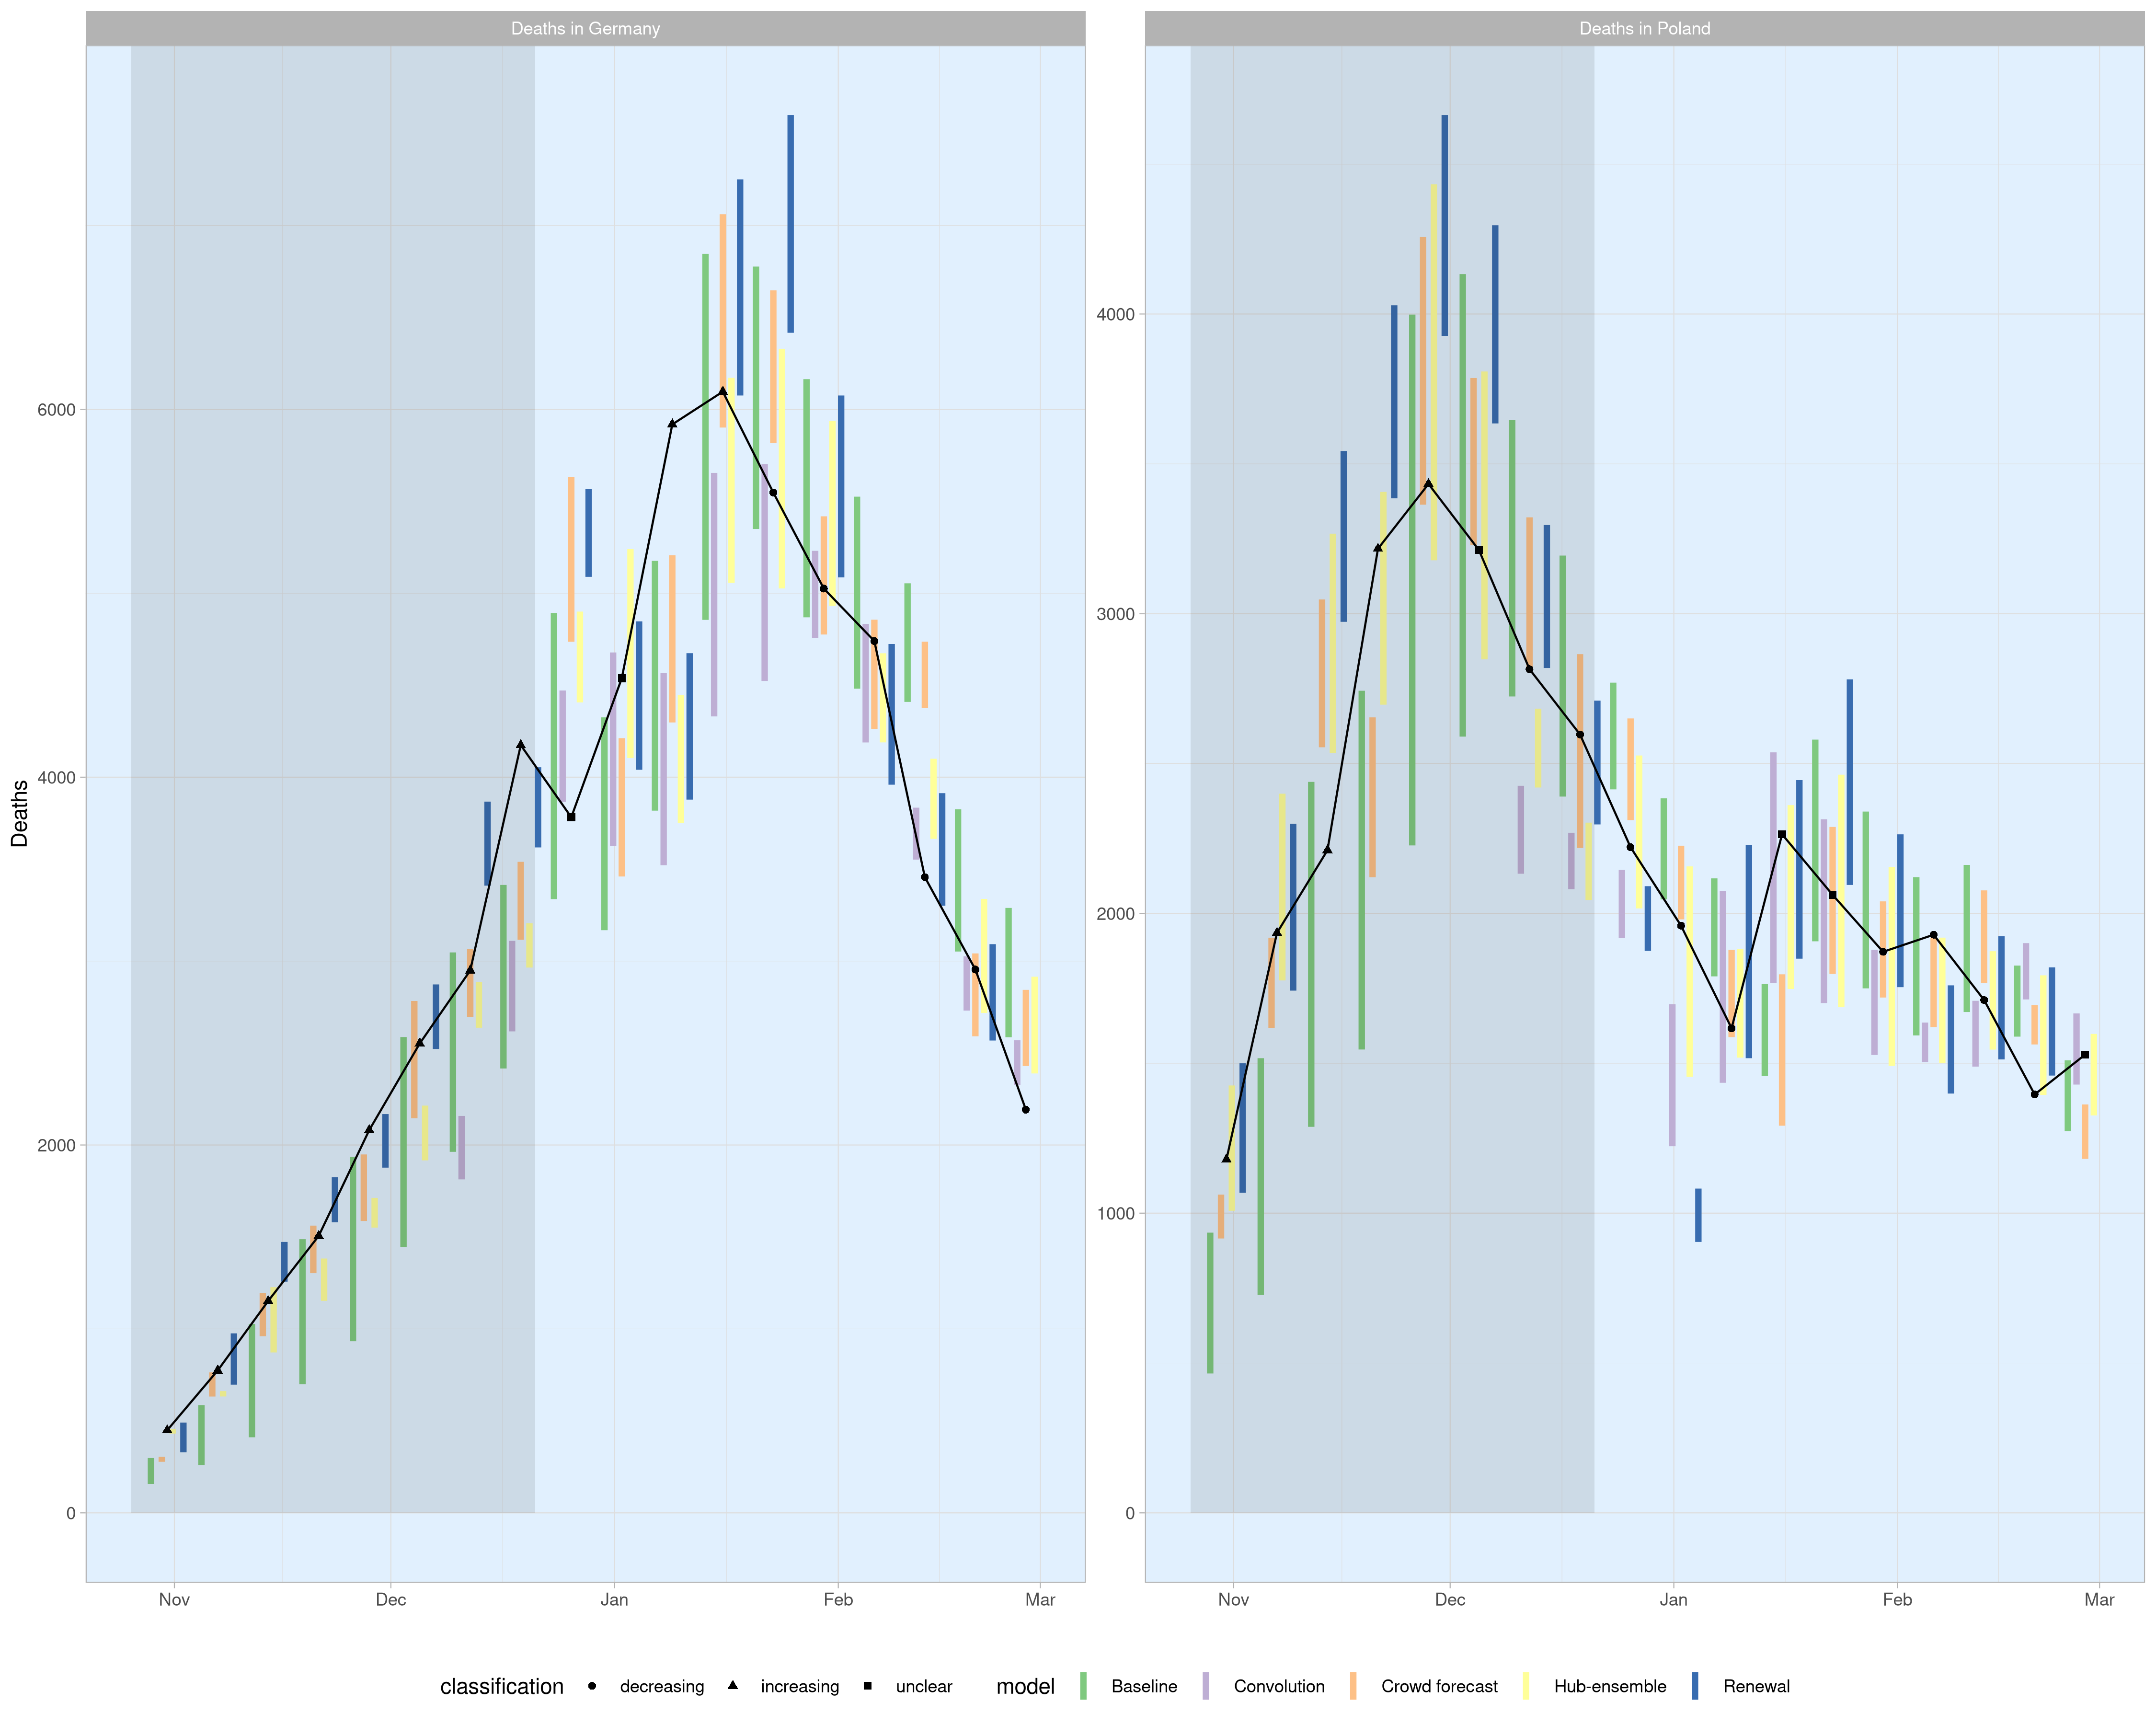 Deaths in Germany
Deaths in Poland
Deaths
6000
4000
2000
0
4000
3000
2000
1000
0
Nov Dec Jan Feb Mar
Nov Dec Jan Feb Mar
classification decreasing increasing unclear model Baseline Convolution Crowd forecast Hub-ensemble Renewal